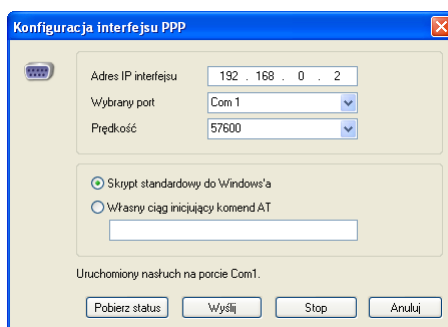 Konfiguracja interfejsu PPP
Adres IP interfejsu 192 . 168 . 0 . 2
Wybrany port Com 1
Prędkość 57600
Skrypt standardowy do Windows'a
Własny ciąg inicjujący komend AT
Uruchomiony nasłuch na porcie Com1.
Pobierz status Wyślij Stop Anuluj